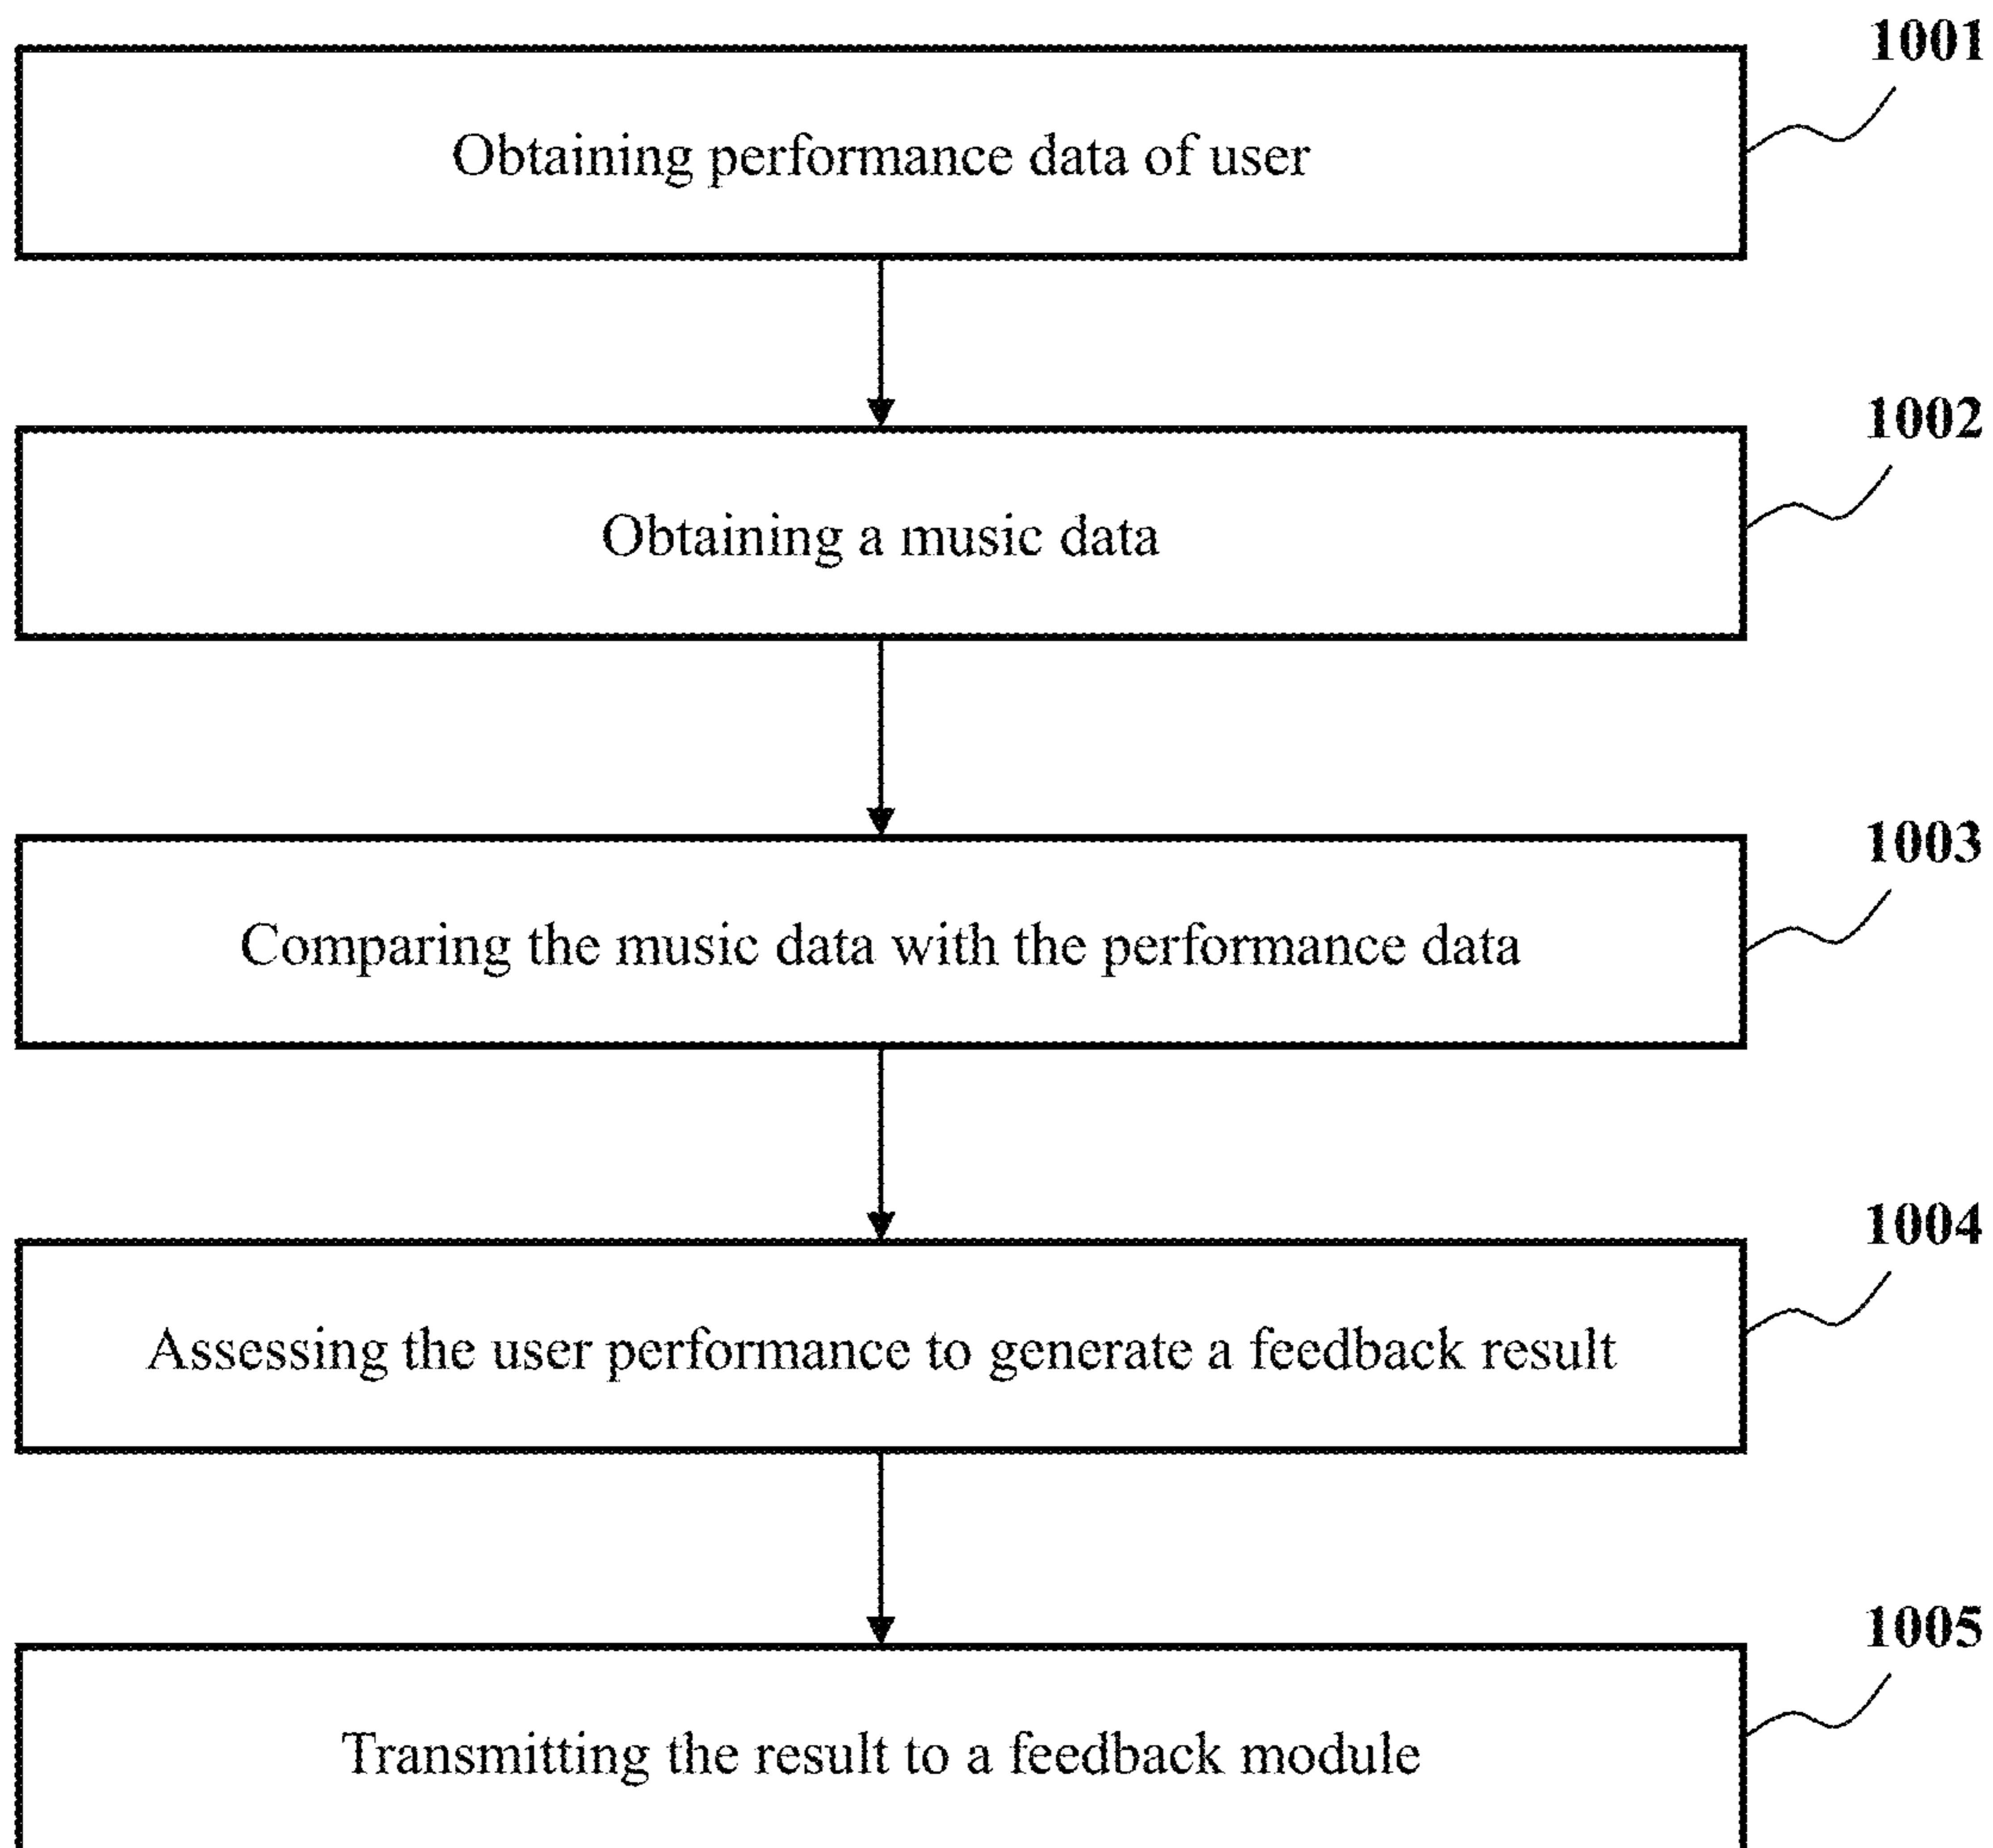 1001
Obtaining performance data of user
1002
Obtaining a music data
1003
Comparing the music data with the performance data
1004
Assessing the user performance to generate a feedback result
1005
Transmitting the result to a feedback module